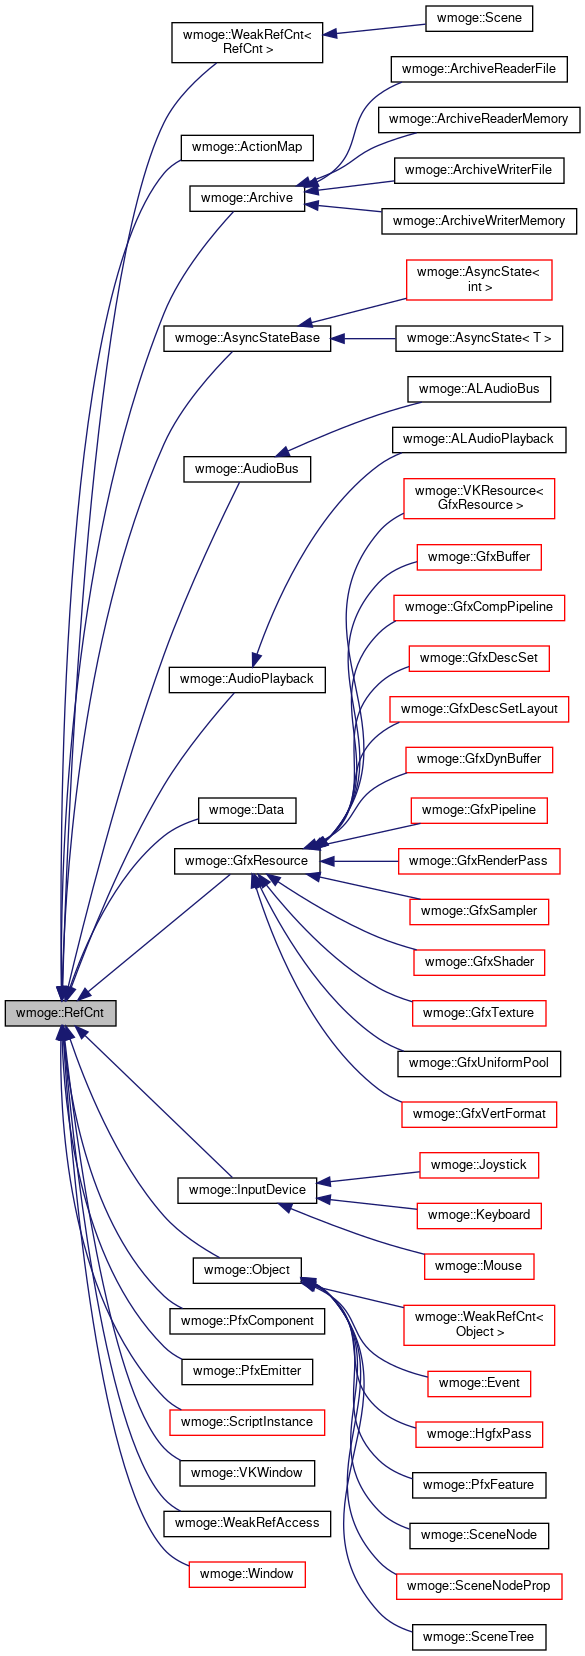 wmoge::WeakRefCnt<
RefCnt >
wmoge::Scene
wmoge::ArchiveReaderFile
wmoge::ArchiveReaderMemory
wmoge::ActionMap
wmoge::ArchiveWriterFile
wmoge::Archive
wmoge::ArchiveWriterMemory
wmoge::AsyncState<
int >
wmoge::AsyncStateBase
wmoge::AsyncState< T >
wmoge::ALAudioBus
wmoge::ALAudioPlayback
wmoge::AudioBus
wmoge::VKResource<
GfxResource >
wmoge::GfxBuffer
wmoge::GfxCompPipeline
wmoge::GfxDescSet
wmoge::AudioPlayback
wmoge::GfxDescSetLayout
wmoge::GfxDynBuffer
wmoge::Data
wmoge::GfxPipeline
wmoge::GfxResource
wmoge::GfxRenderPass
wmoge::GfxSampler
wmoge::GfxShader
wmoge::RefCnt
wmoge::GfxTexture
wmoge::GfxUniformPool
wmoge::GfxVertFormat
wmoge::Joystick
wmoge::InputDevice
wmoge::Keyboard
wmoge::Object
wmoge::Mouse
wmoge::PfxComponent
wmoge::WeakRefCnt<
Object >
wmoge::PfxEmitter
wmoge::Event
wmoge::ScriptInstance
wmoge::HgfxPass
wmoge::VKWindow
wmoge::PfxFeature
wmoge::WeakRefAccess
wmoge::SceneNode
wmoge::Window
wmoge::SceneNodeProp
wmoge::SceneTree